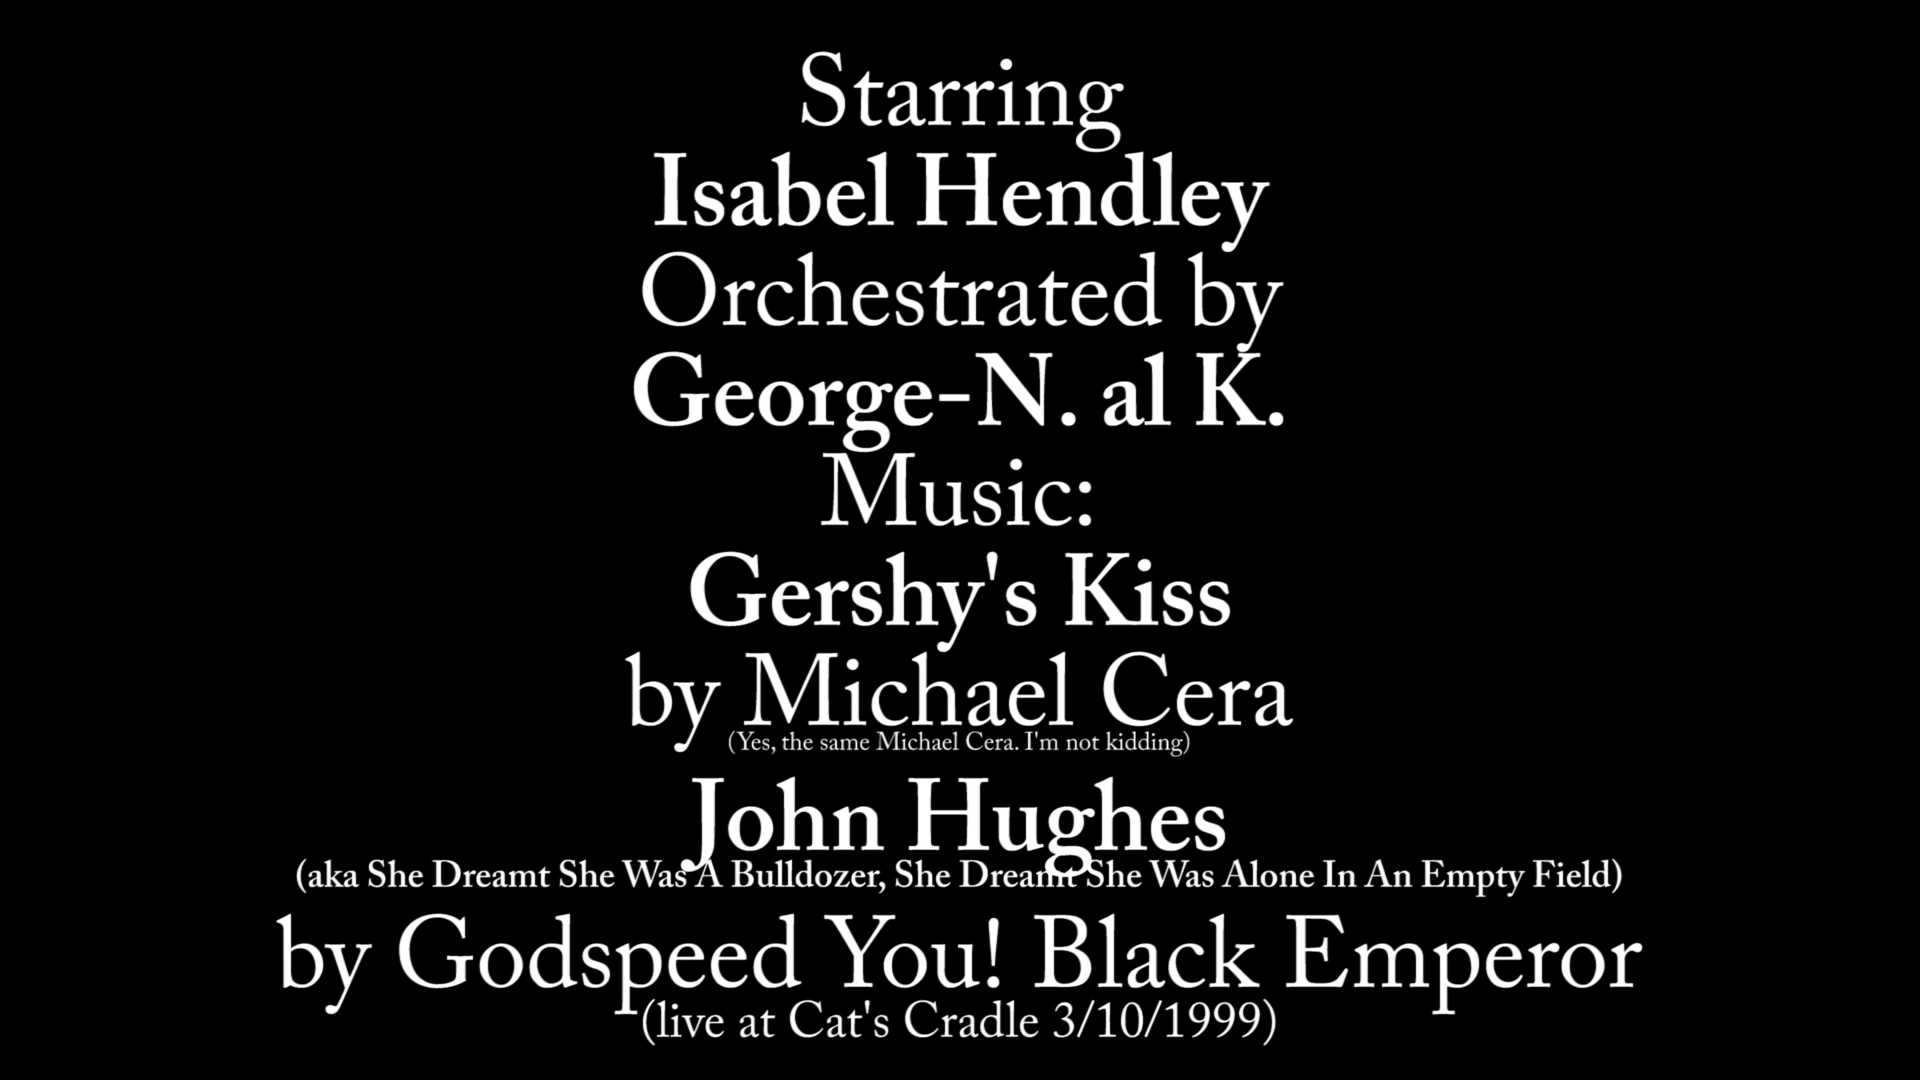 Starring
Isabel Hendley
Orchestrated by
George-N. al K.
Music:
Gershy's Kiss
by Michael Cera
(Yes, the same Michael Cera. I'm not kidding)
John Hughes
(aka She Dreamt She Was A Bulldozer, She Dreamt She Was Alone In An Empty Field)
by Godspeed You! Black Emperor
(live at Cat's Cradle 3/10/1999)